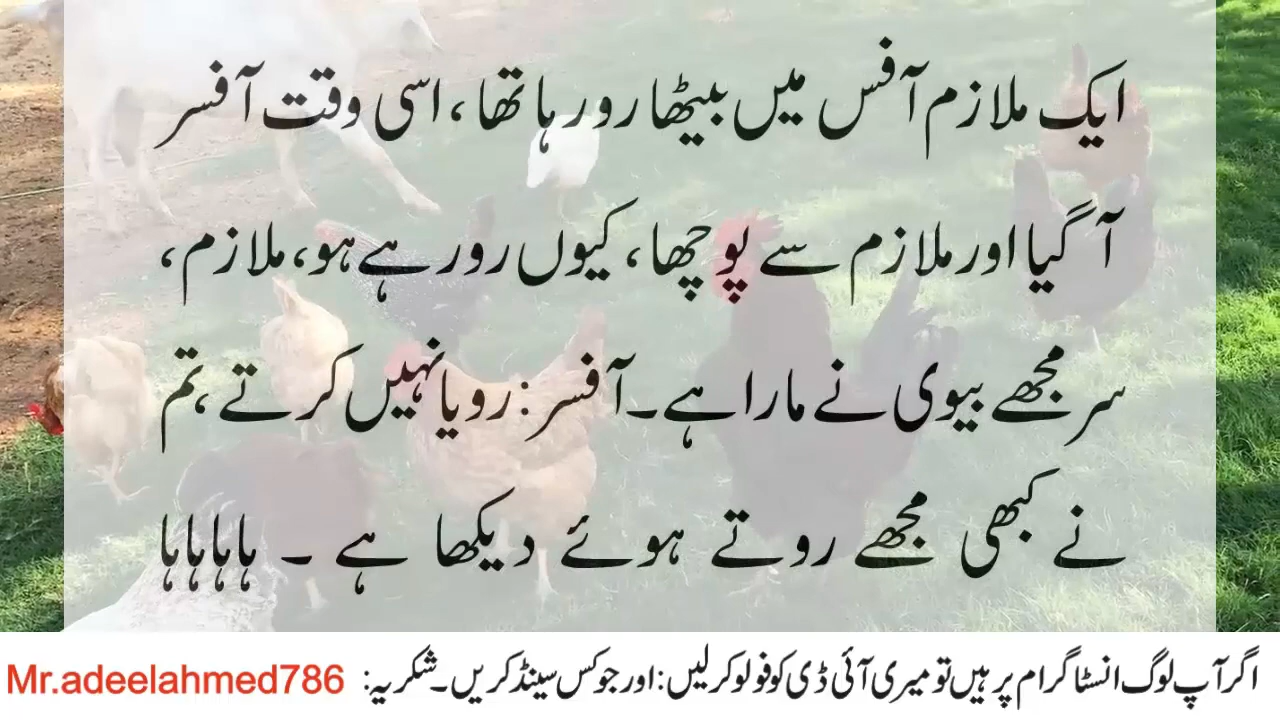 ایک ملازم آفس میں بیٹھا رو رہا تھا، اسی وقت آفسر
آگیا اور ملازم سے پوچھا، کیوں رو رہے ہو، ملازم،
سر مجھے بیوی نے مارا ہے۔ آفسر: رویا نہیں کرتے، تم
نے کبھی مجھے روتے ہوئے دیکھا ہے ۔ ہاہاہاہا
اگر آپ لوگ انسٹاگرام پر ہیں تو میری آئی ڈی کو فولو کرلیں: اور جوکس سینڈ کریں۔ شکریہ: Mr.adeelahmed786